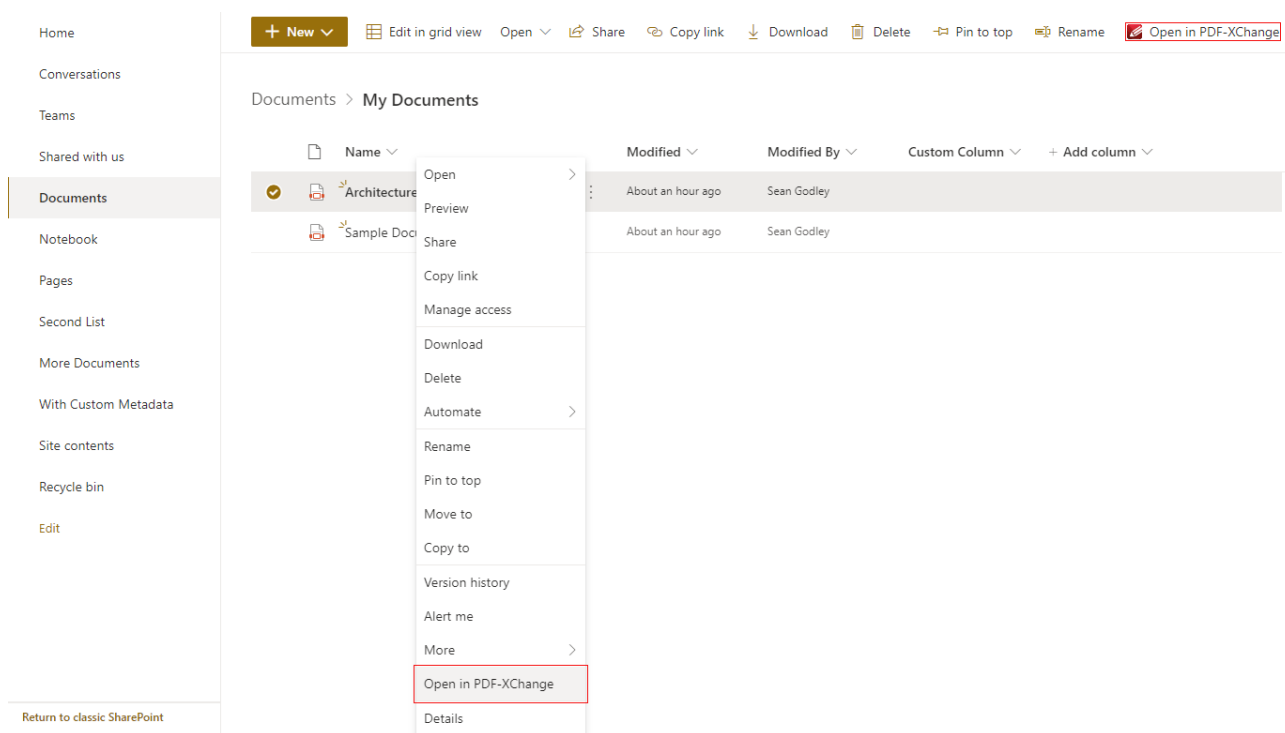 Home
Conversations
Teams
Shared with us
Documents
Notebook
Pages
Second List
More Documents
With Custom Metadata
Site contents
Recycle bin
Edit
Return to classic SharePoint
+ New Edit in grid view Open Share Copy link Download Delete Pin to top Rename Open in PDF-XChange
Documents > My Documents
Name Modified Modified By Custom Column + Add column
Architecture About an hour ago Sean Godley
Sample About an hour ago Sean Godley
Open
Preview
Share
Copy link
Manage access
Download
Delete
Automate
Rename
Pin to top
Move to
Copy to
Version history
Alert me
More
Open in PDF-XChange
Details